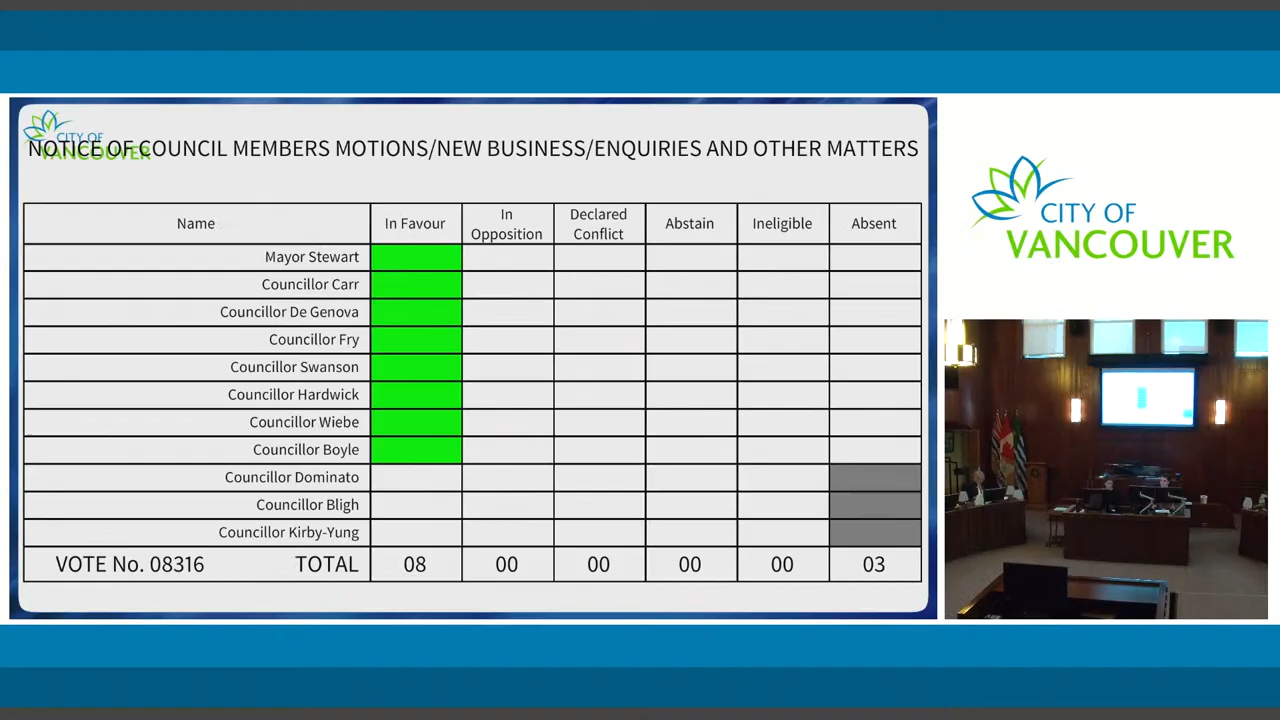 CITY OF
VANCOUVER
NOTICE OF COUNCIL MEMBERS MOTIONS/NEW BUSINESS/ENQUIRIES AND OTHER MATTERS
Name In Favour In Opposition Declared Conflict Abstain Ineligible Absent
Mayor Stewart
Councillor Carr
Councillor De Genova
Councillor Fry
Councillor Swanson
Councillor Hardwick
Councillor Wiebe
Councillor Boyle
Councillor Dominato
Councillor Bligh
Councillor Kirby-Yung
VOTE No. 08316 TOTAL 08 00 00 00 00 03
CITY OF
VANCOUVER